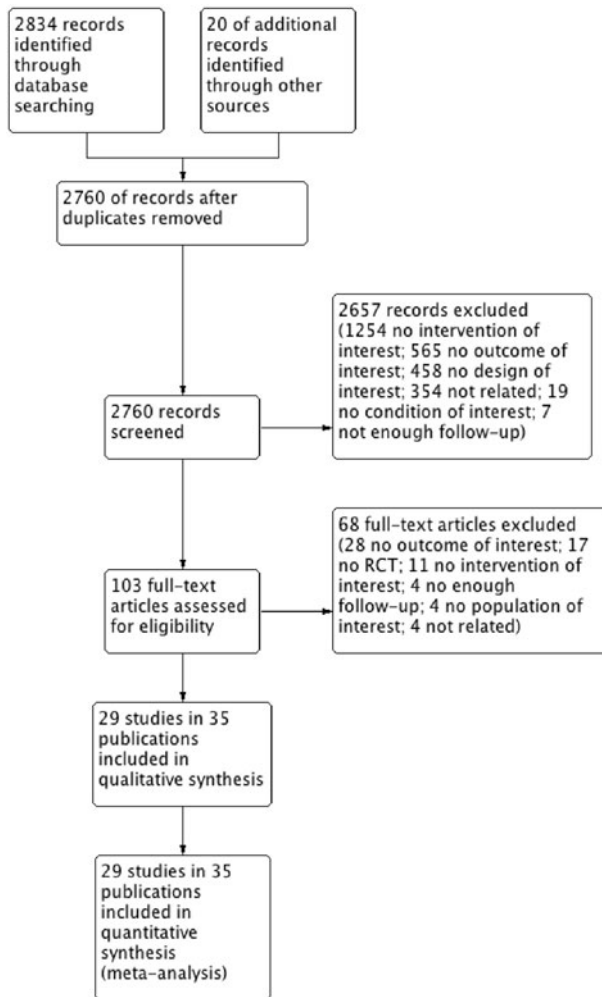 2834 records
identified
through
database
searching
20 of additional
records
identified
through other
sources
2760 of records after
duplicates removed
2657 records excluded
(1254 no intervention of
interest; 565 no outcome of
interest; 458 no design of
interest; 354 not related; 19
no condition of interest; 7
not enough follow-up)
2760 records
screened
68 full-text articles excluded
(28 no outcome of interest; 17
no RCT; 11 no intervention of
interest; 4 no enough
follow-up; 4 no population of
interest; 4 not related)
103 full-text
articles assessed
for eligibility
29 studies in 35
publications
included in
qualitative synthesis
29 studies in 35
publications
included in
quantitative
synthesis
(meta-analysis)